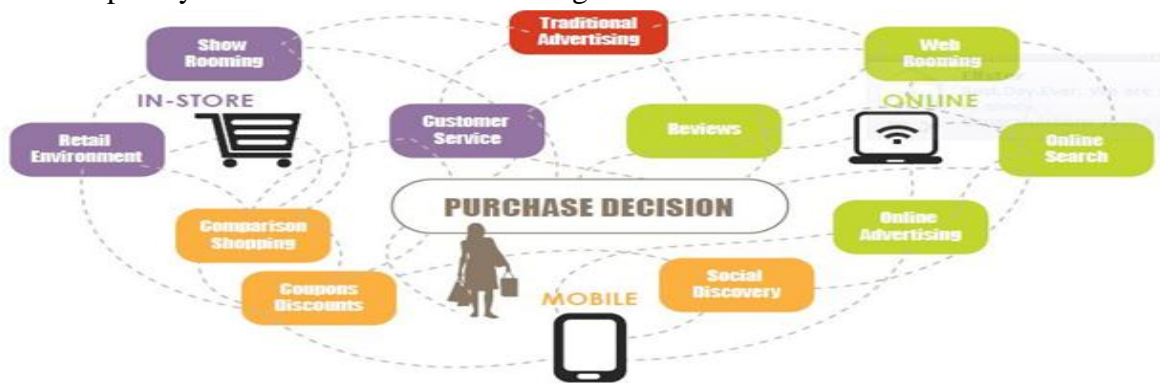 Traditional
Advertising
Show
Rooming
Web
Rooming
IN-STORE
ONLINE
Customer
Service
Reviews
Retail
Environment
Online
Search
PURCHASE DECISION
Comparison
Shopping
Online
Advertising
Coupons
Discounts
Social
Discovery
MOBILE